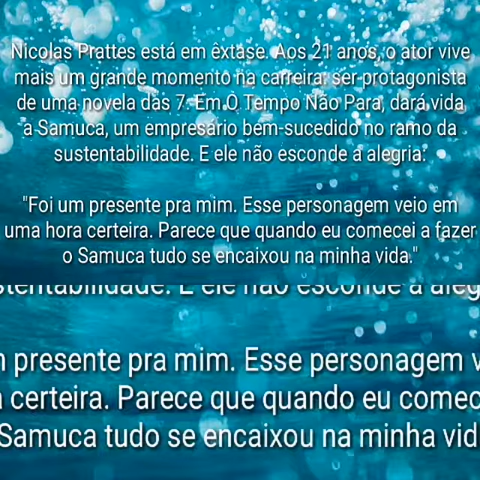 Nicolas Prattes está em êxtase. Aos 21 anos, o ator vive
mais um grande momento na carreira: ser protagonista
de uma novela das 7. Em O Tempo Não Para, dará vida
a Samuca, um empresário bem-sucedido no ramo da
sustentabilidade. E ele não esconde a alegria:
"Foi um presente pra mim. Esse personagem veio em
uma hora certeira. Parece que quando eu comecei a fazer
o Samuca tudo se encaixou na minha vida."
stentabilidade. E ele não esconde a aleg
presente pra mim. Esse personagem
certeira. Parece que quando eu comec
Samuca tudo se encaixou na minha vid